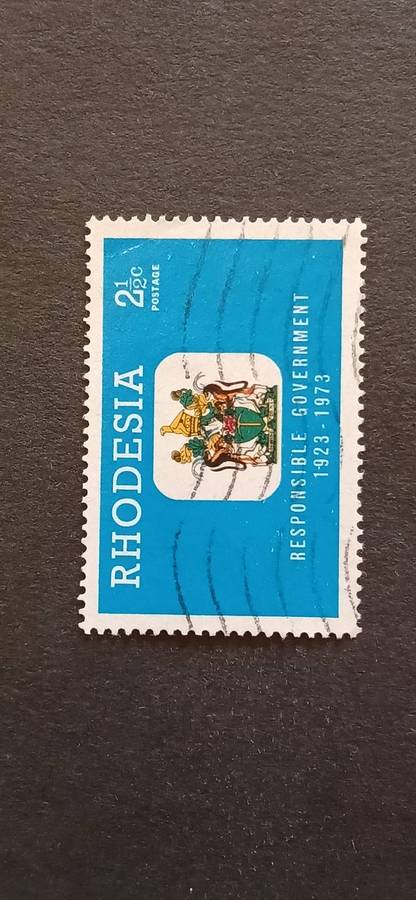 RHODESIA 2½c
POSTAGE
RESPONSIBLE GOVERNMENT
1923 - 1973